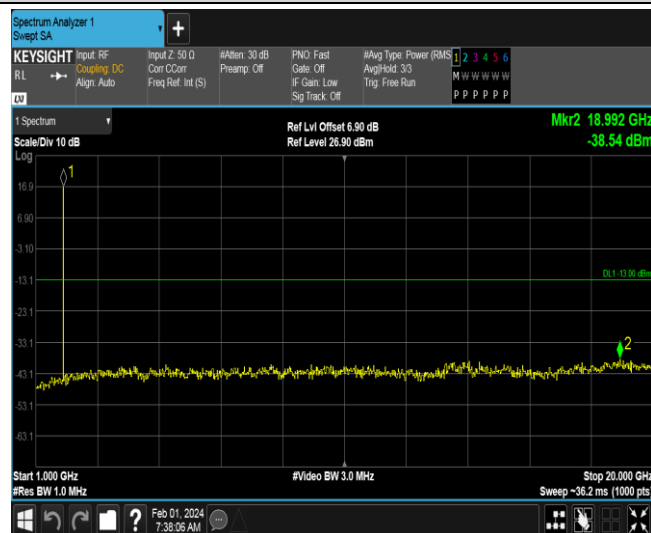 Spectrum Analyzer 1
Swept SA
KEYSIGHT Input: RF Input Z: 50 Ω #Atten: 30 dB PNO: Fast #Avg Type: Power (RMS 1 2 3 4 5 6
RL Coupling: DC Corr CCorr Preamp: Off Gate: Off Avg|Hold: 3/3 M W W W W W
Align: Auto Freq Ref: Int (S) IF Gain: Low Trig: Free Run
Sig Track: Off P P P P P P
LXI
1 Spectrum Ref Lvl Offset 6.90 dB Mkr2 18.992 GHz
Scale/Div 10 dB Ref Level 26.90 dBm -38.54 dBm
Log
1
16.9
6.90
-3.10
-13.1 DL1 -13.00 dBm
-23.1
-33.1
2
-43.1
-53.1
-63.1
Start 1.000 GHz #Video BW 3.0 MHz Stop 20.000 GHz
#Res BW 1.0 MHz Sweep ~36.2 ms (1000 pts)
? Feb 01, 2024
7:38:06 AM